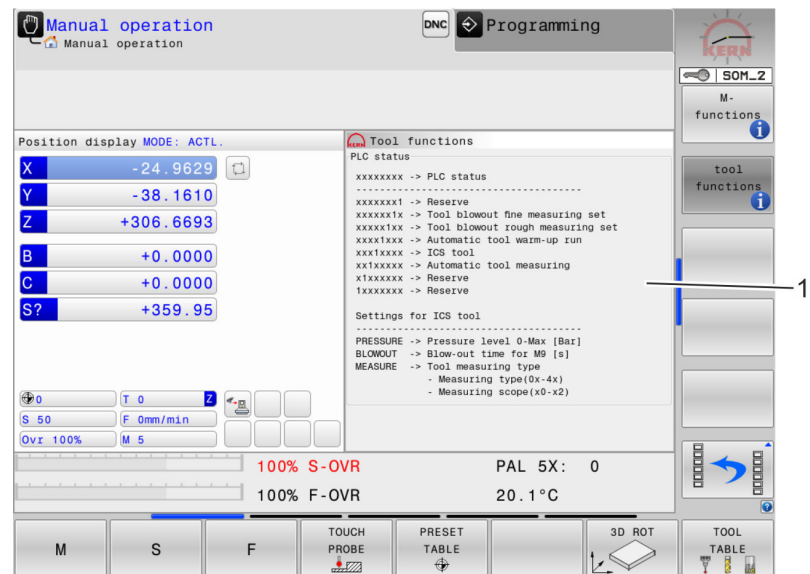 Manual operation
Manual operation
DNC
Programming
KERN
SOM_2
M-
functions
tool
functions
Position display MODE: ACTL.
X -24.9629
Y -38.1610
Z +306.6693
B +0.0000
C +0.0000
S? +359.95
0 T 0 Z
S 50 F 0mm/min
Ovr 100% M 5
KERN Tool functions
PLC status
xxxxxxxx -> PLC status
------------------------------------
xxxxxxx1 -> Reserve
xxxxxx1x -> Tool blowout fine measuring set
xxxxx1xx -> Tool blowout rough measuring set
xxxx1xxx -> Automatic tool warm-up run
xxx1xxxx -> ICS tool
xx1xxxxx -> Automatic tool measuring
x1xxxxxx -> Reserve
1xxxxxxx -> Reserve
Settings for ICS tool
------------------------------------
PRESSURE -> Pressure level 0-Max [Bar]
BLOWOUT -> Blow-out time for M9 [s]
MEASURE -> Tool measuring type
- Measuring type(0x-4x)
- Measuring scope(x0-x2)
1
100% S-OVR PAL 5X: 0
100% F-OVR 20.1°C
M
S
F
TOUCH
PROBE
PRESET
TABLE
3D ROT
TOOL
TABLE